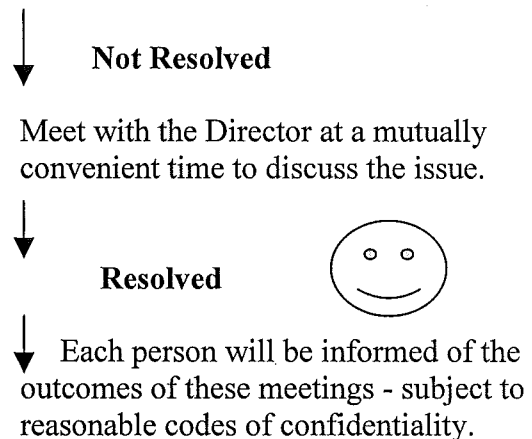 Not Resolved
Meet with the Director at a mutually
convenient time to discuss the issue.
Resolved
Each person will be informed of the
outcomes of these meetings - subject to
reasonable codes of confidentiality.